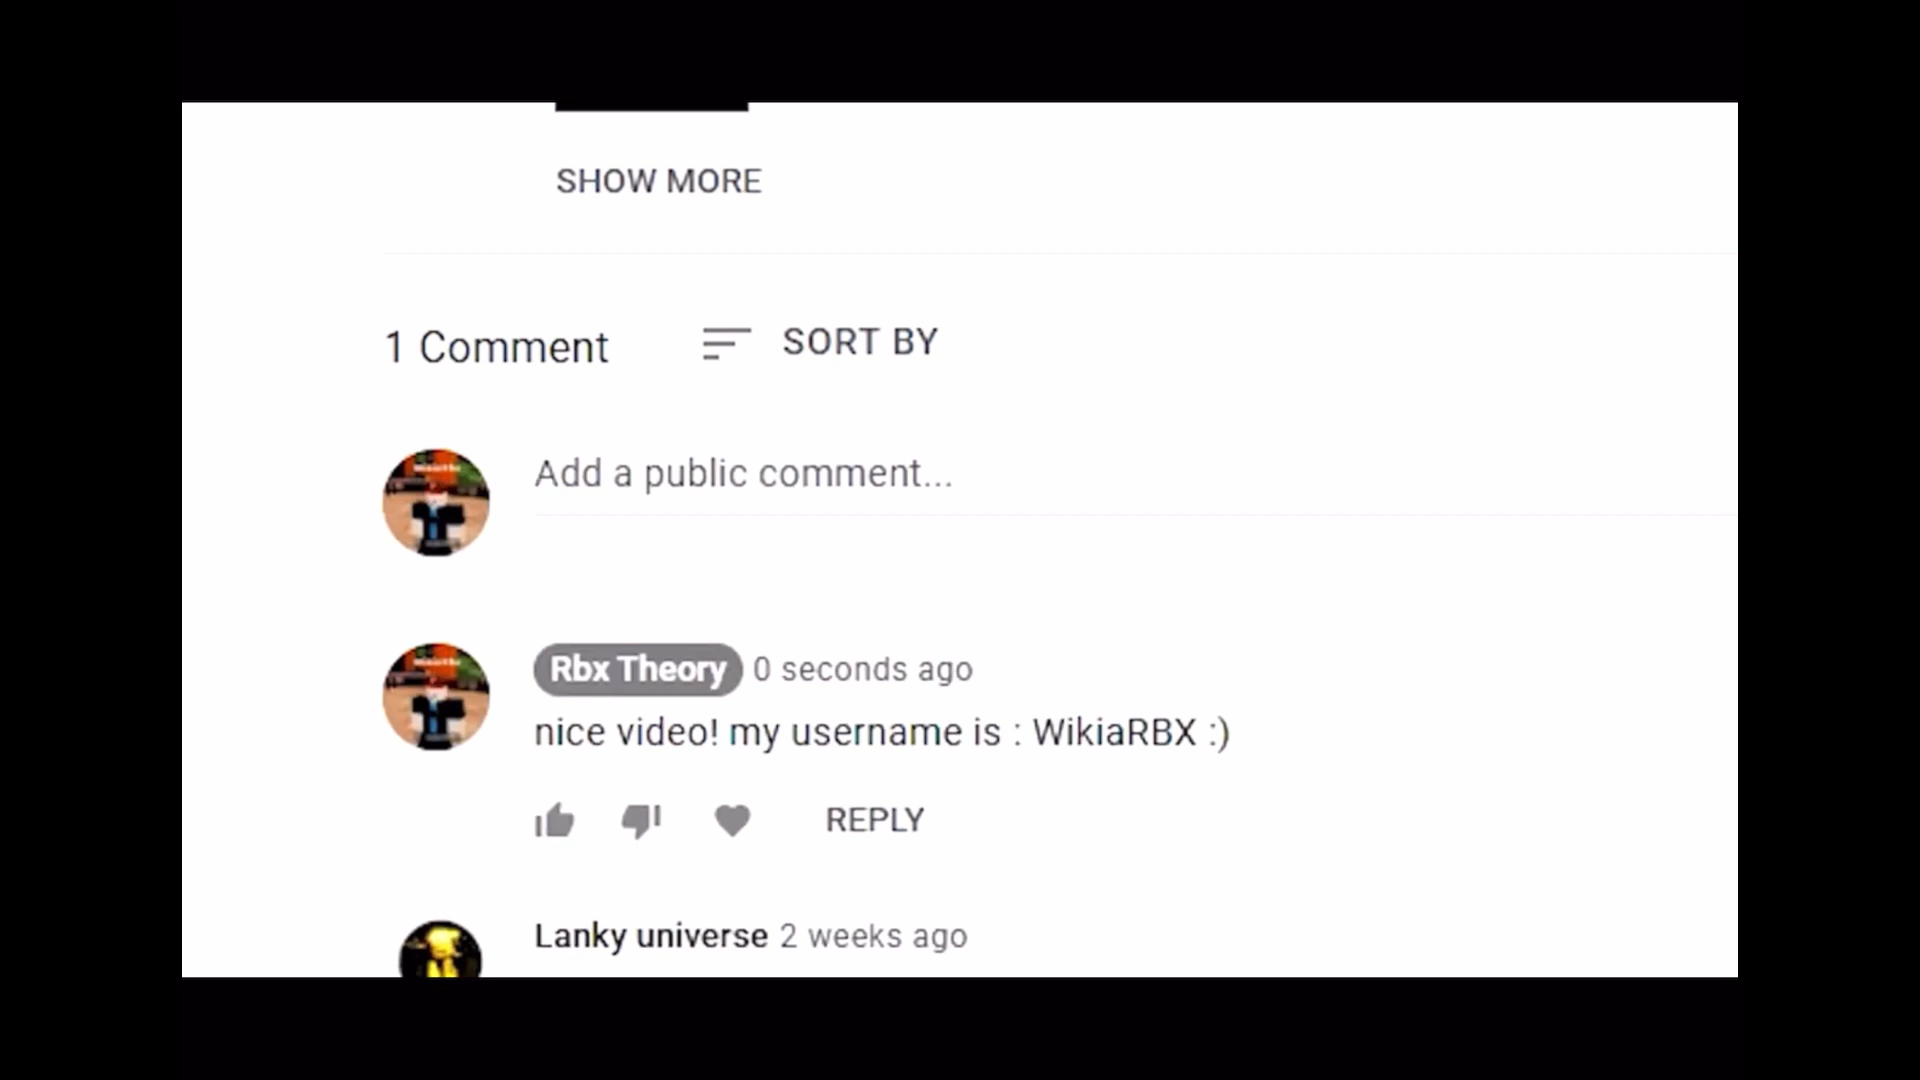 SHOW MORE
1 Comment
SORT BY
Add a public comment...
Rbx Theory 0 seconds ago
nice video! my username is : WikiaRBX :)
REPLY
Lanky universe 2 weeks ago